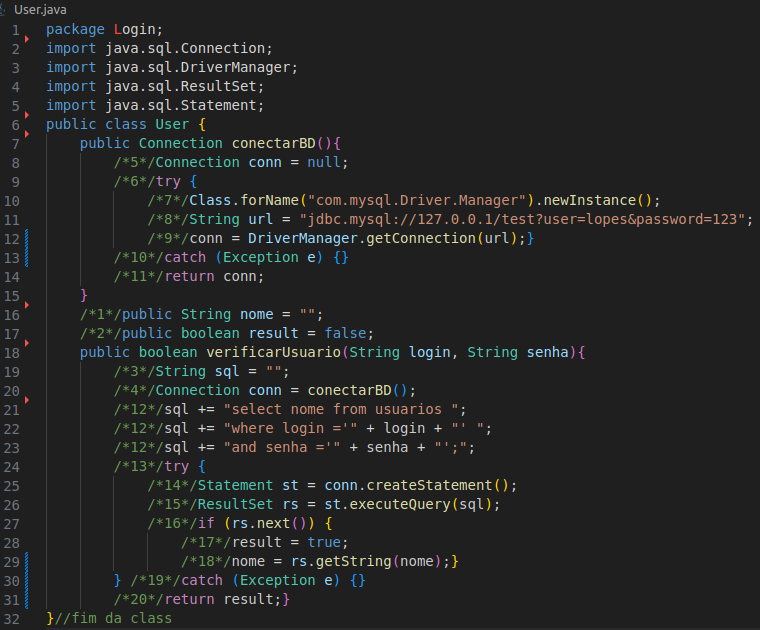 User.java
1 package Login;
2 import java.sql.Connection;
3 import java.sql.DriverManager;
4 import java.sql.ResultSet;
5 import java.sql.Statement;
6 public class User {
7 public Connection conectarBD(){
8 /*5*/Connection conn = null;
9 /*6*/try {
10 /*7*/Class.forName("com.mysql.Driver.Manager").newInstance();
11 /*8*/String url = "jdbc.mysql://127.0.0.1/test?user=lopes&password=123";
12 /*9*/conn = DriverManager.getConnection(url);}
13 /*10*/catch (Exception e) {}
14 /*11*/return conn;
15 }
16 /*1*/public String nome = "";
17 /*2*/public boolean result = false;
18 public boolean verificarUsuario(String login, String senha){
19 /*3*/String sql = "";
20 /*4*/Connection conn = conectarBD();
21 /*12*/sql += "select nome from usuarios ";
22 /*12*/sql += "where login ='" + login + "' ";
23 /*12*/sql += "and senha ='" + senha + "';";
24 /*13*/try {
25 /*14*/Statement st = conn.createStatement();
26 /*15*/ResultSet rs = st.executeQuery(sql);
27 /*16*/if (rs.next()) {
28 /*17*/result = true;
29 /*18*/nome = rs.getString(nome);}
30 } /*19*/catch (Exception e) {}
31 /*20*/return result;}
32 }//fim da class